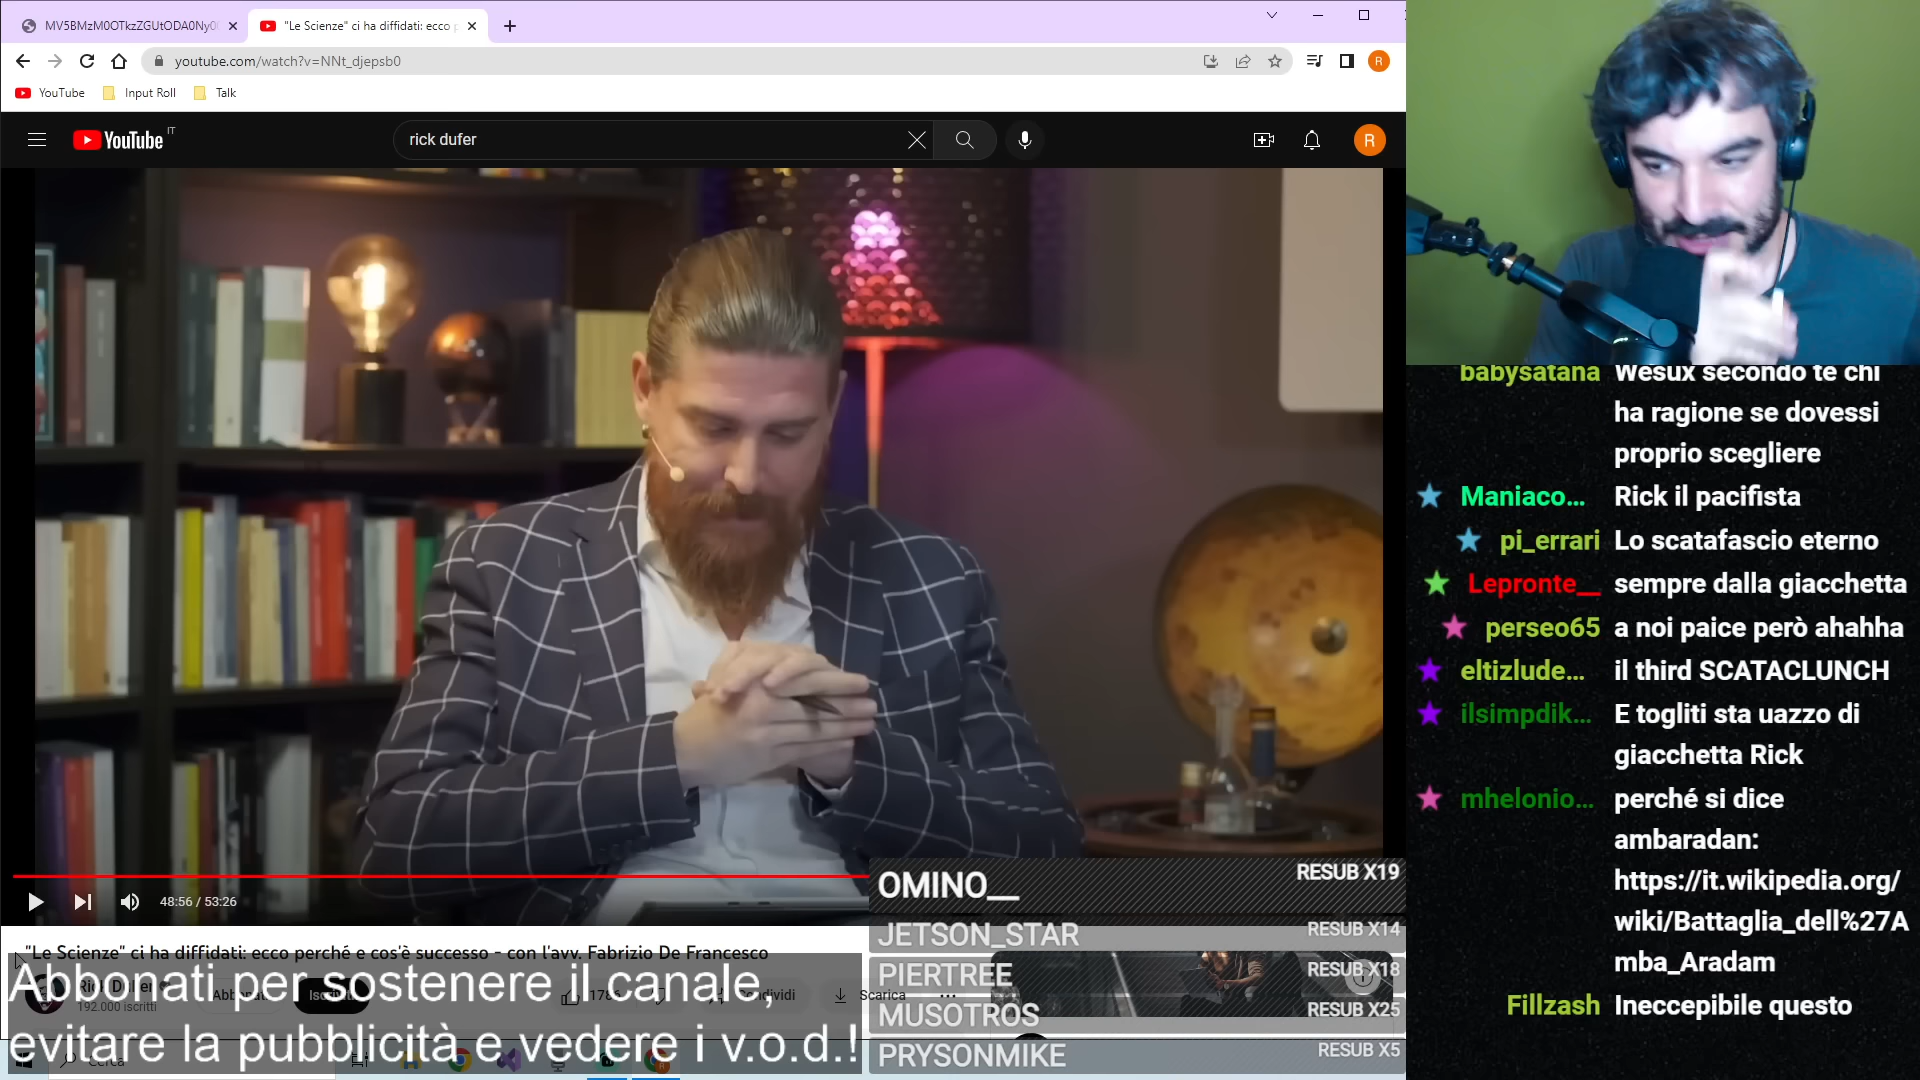 MV5BMzM0OTkzZGUtODA0Ny00
"Le Scienze" ci ha diffidati: ecco p
youtube.com/watch?v=NNt_djepsb0
R
YouTube
Input Roll
Talk
YouTube
IT
rick dufer
R
48:56 / 53:26
"Le Scienze" ci ha diffidati: ecco perché e cos'è successo - con l'avv. Fabrizio De Francesco
192.000 iscritti
Scarica
Cerca
Abbonati per sostenere il canale,
evitare la pubblicità e vedere i v.o.d.!
OMINO__
RESUB X19
JETSON_STAR
RESUB X14
PIERTREE
RESUB X18
MUSOTROS
RESUB X25
PRYSONMIKE
RESUB X5
babysatana Wesux secondo te chi
ha ragione se dovessi
proprio scegliere
Maniaco... Rick il pacifista
pi_errari Lo scatafascio eterno
Lepronte__ sempre dalla giacchetta
perseo65 a noi paice però ahahha
eltizlude... il third SCATACLUNCH
ilsimpdik... E togliti sta uazzo di
giacchetta Rick
mhelonio... perché si dice
ambaradan:
https://it.wikipedia.org/
wiki/Battaglia_dell%27A
mba_Aradam
Fillzash Ineccepibile questo